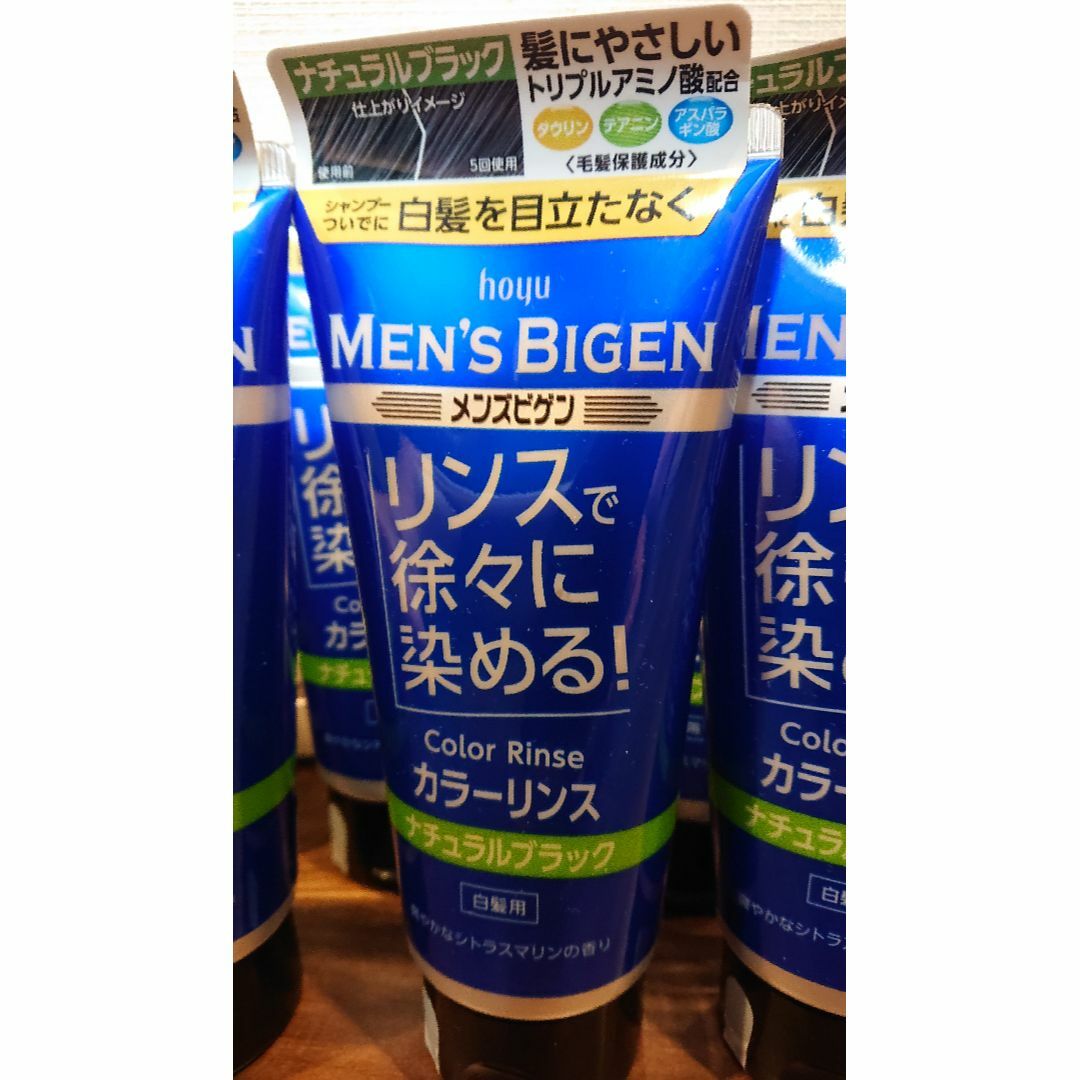 ナチュラルブラック
仕上がりイメージ
使用前
5回使用
髪にやさしい
トリプルアミノ酸配合
タウリン
テアニン
アスパラ
ギン酸
〈毛髪保護成分〉
シャンプー
ついでに
白髪を目立たなく
hoyu
MEN'S BIGEN
メンズビゲン
リンスで
徐々に
染める!
Color Rinse
カラーリンス
ナチュラルブラック
白髪用
爽やかなシトラスマリンの香り